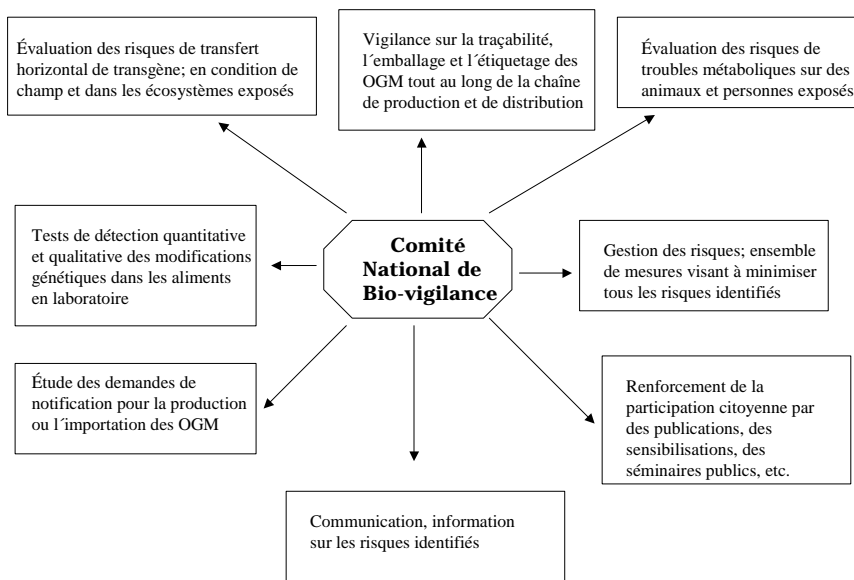 Évaluation des risques de transfert
horizontal de transgène; en condition de
champ et dans les écosystèmes exposés
Vigilance sur la traçabilité,
l´emballage et l´étiquetage des
OGM tout au long de la chaîne
de production et de distribution
Évaluation des risques de
troubles métaboliques sur des
animaux et personnes exposés
Tests de détection quantitative
et qualitative des modifications
génétiques dans les aliments
en laboratoire
Comité
National de
Bio-vigilance
Gestion des risques; ensemble
de mesures visant à minimiser
tous les risques identifiés
Étude des demandes de
notification pour la production
ou l´importation des OGM
Renforcement de la
participation citoyenne par
des publications, des
sensibilisations, des
séminaires publics, etc.
Communication, information
sur les risques identifiés